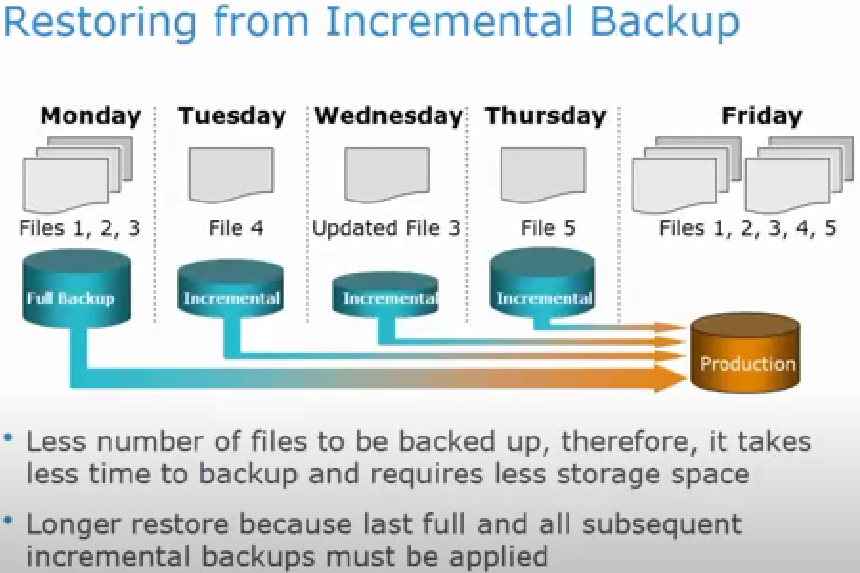 Restoring from Incremental Backup
Monday
Tuesday
Wednesday
Thursday
Friday
Files 1, 2, 3
File 4
Updated File 3
File 5
Files 1, 2, 3, 4, 5
Full Backup
Incremental
Incremental
Incremental
Production
• Less number of files to be backed up, therefore, it takes
less time to backup and requires less storage space
• Longer restore because last full and all subsequent
incremental backups must be applied